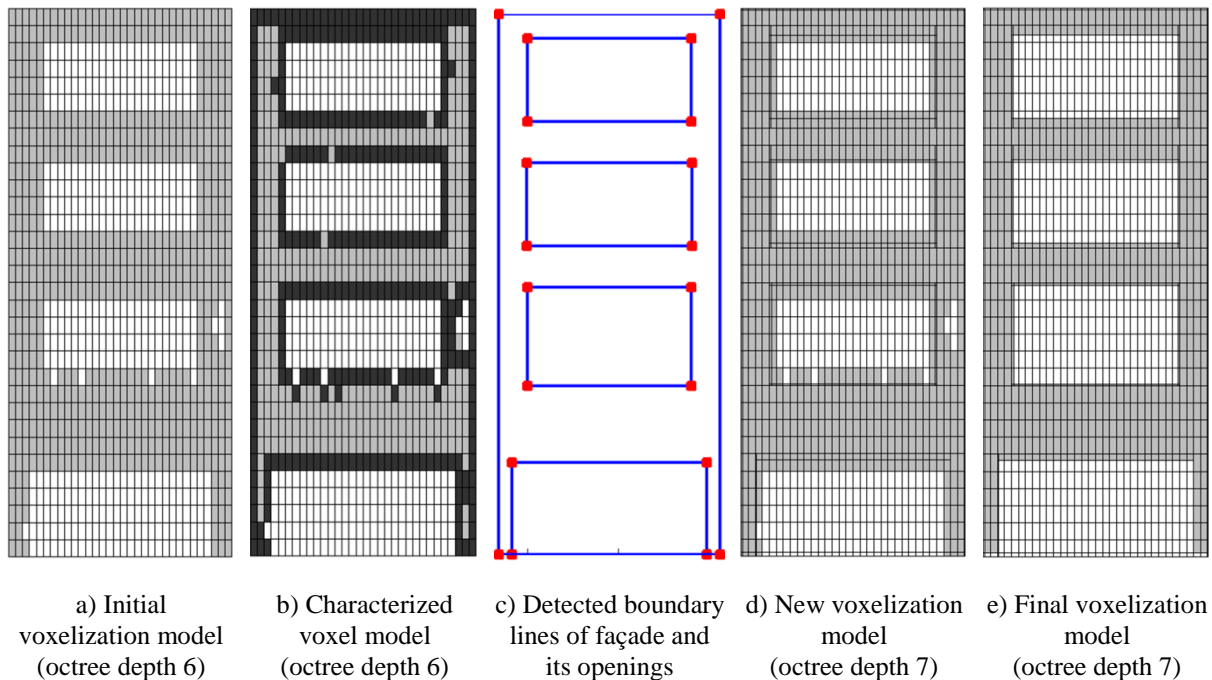 a) Initial
voxelization model
(octree depth 6)
b) Characterized
voxel model
(octree depth 6)
c) Detected boundary
lines of façade and
its openings
d) New voxelization
model
(octree depth 7)
e) Final voxelization
model
(octree depth 7)